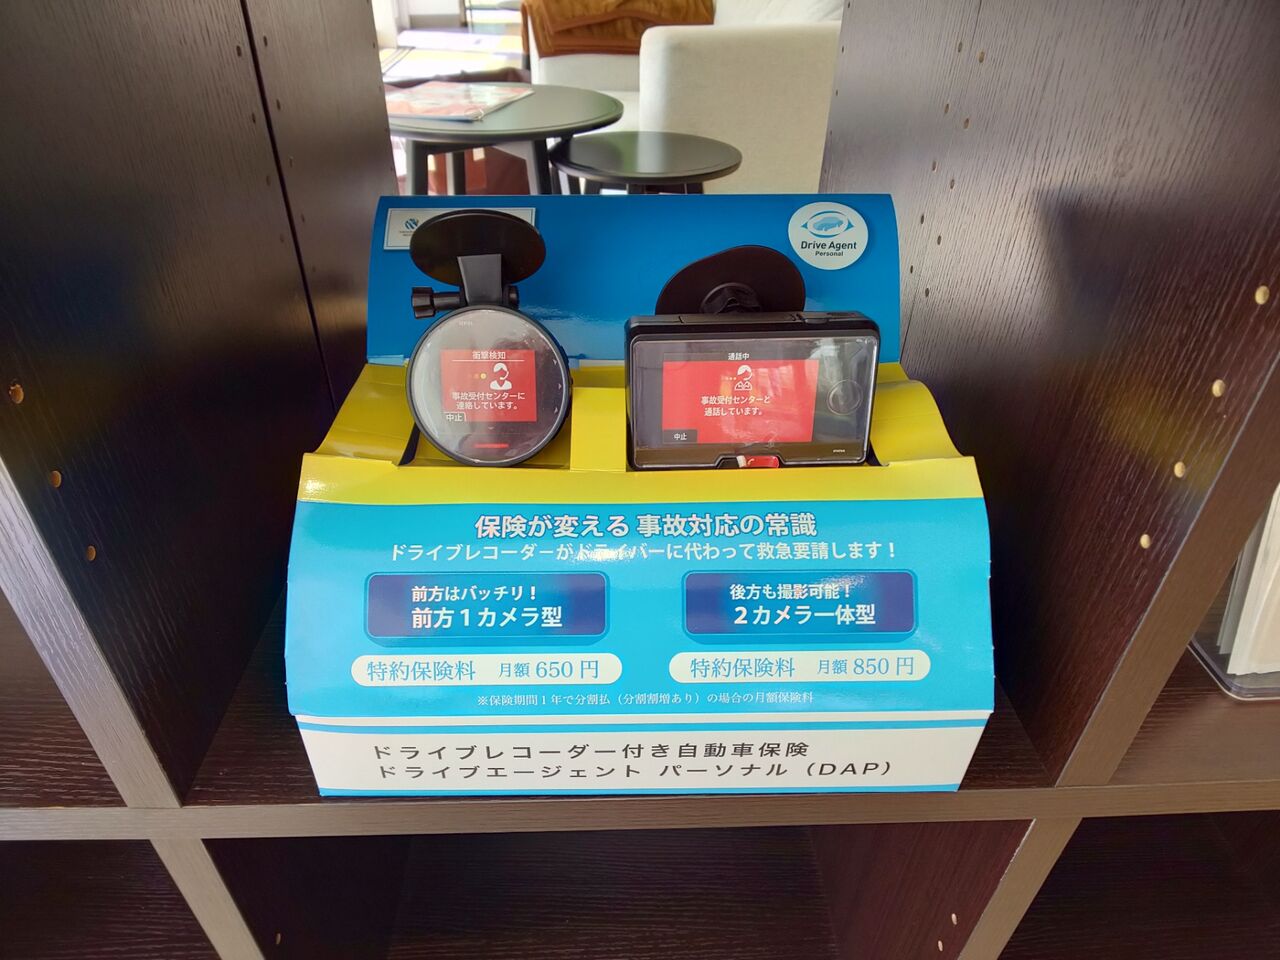 Drive Agent
Personal
衝撃検知
事故受付センターに
連絡しています。
中止
通話中
事故受付センターと
通話しています。
中止
保険が変える 事故対応の常識
ドライブレコーダーがドライバーに代わって救急要請します！
前方はバッチリ！
前方1カメラ型
後方も撮影可能！
2カメラ一体型
特約保険料 月額 650 円
特約保険料 月額 850 円
※保険期間1年で分割払（分割割増あり）の場合の月額保険料
ドライブレコーダー付き自動車保険
ドライブエージェント パーソナル（DAP）